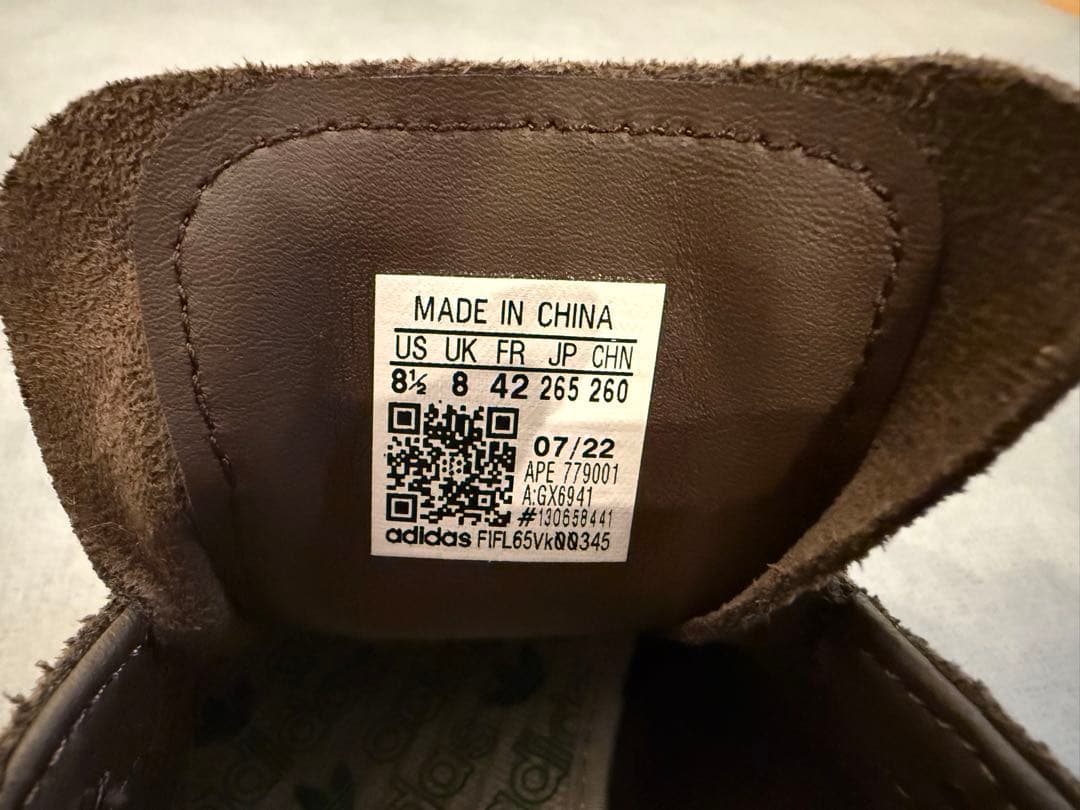 MADE IN CHINA
US UK FR JP CHN
8½ 8 42 265 260
07/22
APE 779001
A:GX6941
#130658441
adidas FIFL65Vk00345
adidas